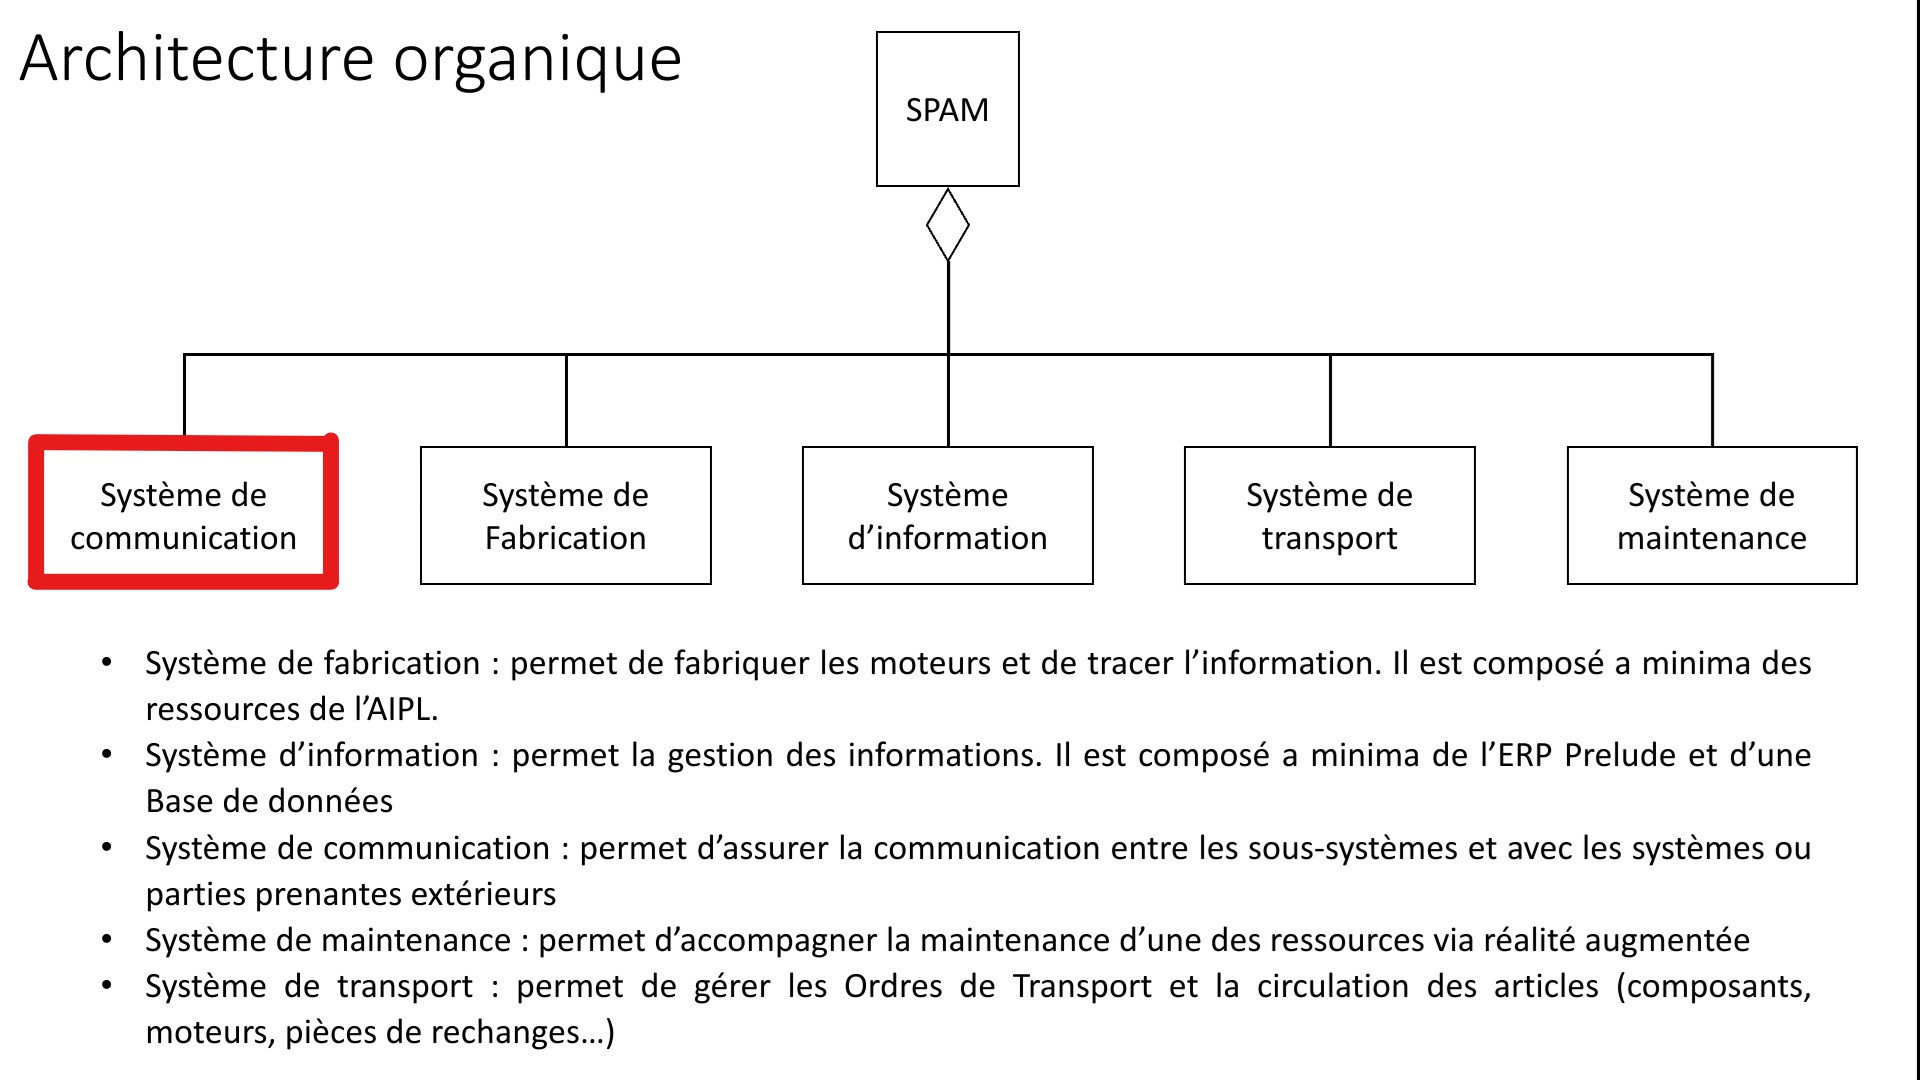 Architecture organique
SPAM
Système de
communication
Système de
Fabrication
Système
d’information
Système de
transport
Système de
maintenance
• Système de fabrication : permet de fabriquer les moteurs et de tracer l’information. Il est composé a minima des
ressources de l’AIPL.
• Système d’information : permet la gestion des informations. Il est composé a minima de l’ERP Prelude et d’une
Base de données
• Système de communication : permet d’assurer la communication entre les sous-systèmes et avec les systèmes ou
parties prenantes extérieurs
• Système de maintenance : permet d’accompagner la maintenance d’une des ressources via réalité augmentée
• Système de transport : permet de gérer les Ordres de Transport et la circulation des articles (composants,
moteurs, pièces de rechanges…)